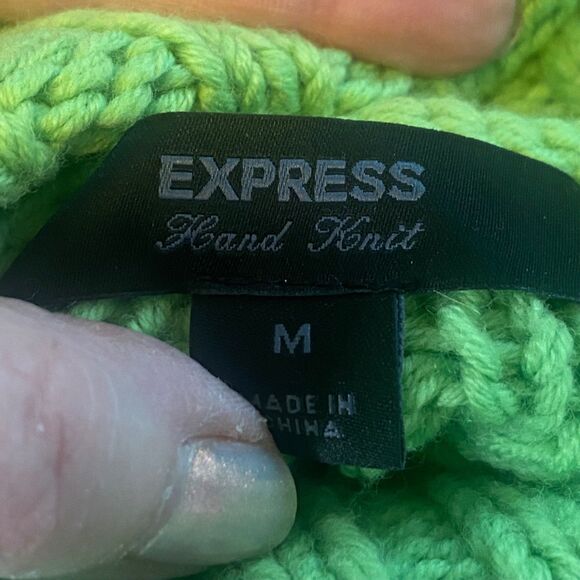 EXPRESS
Hand Knit
M
MADE IN
CHINA